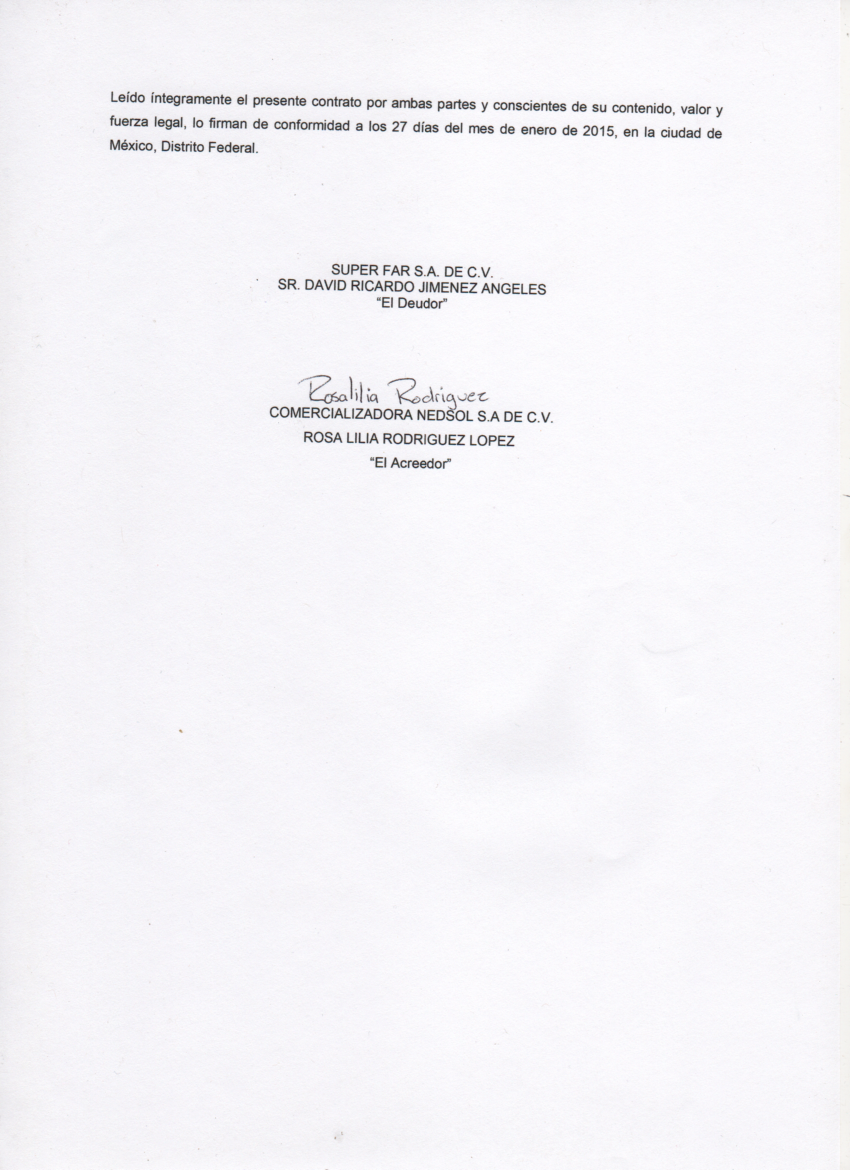 Leído íntegramente el presente contrato por ambas partes y conscientes de su contenido, valor y
fuerza legal, lo firman de conformidad a los 27 días del mes de enero de 2015, en la ciudad de
México, Distrito Federal.
SUPER FAR S.A. DE C.V.
SR. DAVID RICARDO JIMENEZ ANGELES
"El Deudor"
Rosalilia Rodriguez
COMERCIALIZADORA NEDSOL S.A DE C.V.
ROSA LILIA RODRIGUEZ LOPEZ
"El Acreedor"